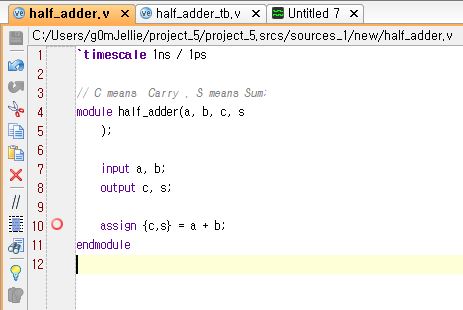 half_adder.v
half_adder_tb.v
Untitled 7
C:/Users/g0mJellie/project_5/project_5.srcs/sources_1/new/half_adder.v
1 `timescale 1ns / 1ps
2
3 // C means  Carry , S means Sum;
4 module half_adder(a, b, c, s
5 );
6
7 input a, b;
8 output c, s;
9
10 assign {c,s} = a + b;
11 endmodule
12